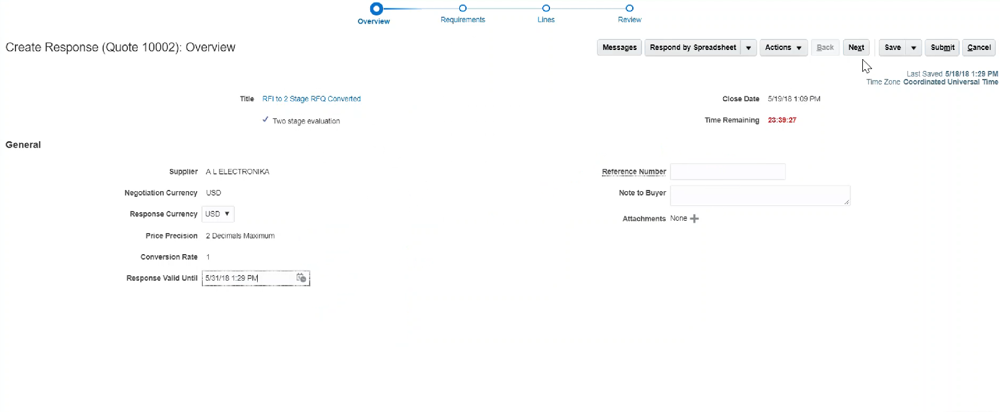 Overview Requirements Lines Review
Create Response (Quote 10002): Overview
Messages Respond by Spreadsheet Actions Back Next Save Submit Cancel
Last Saved 5/18/18 1:29 PM
Time Zone Coordinated Universal Time
Title RFI to 2 Stage RFQ Converted
Close Date 5/19/18 1:09 PM
Two stage evaluation
Time Remaining 23:39:27
General
Supplier A L ELECTRONIKA
Negotiation Currency USD
Response Currency USD
Price Precision 2 Decimals Maximum
Conversion Rate 1
Response Valid Until 5/31/18 1:29 PM
Reference Number
Note to Buyer
Attachments None